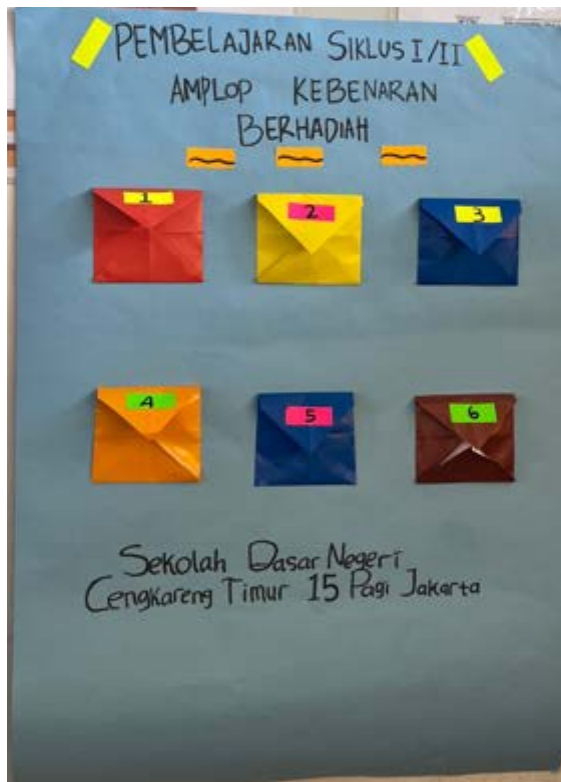 PEMBELAJARAN SIKLUS I/II
AMPLOP KEBENARAN
BERHADIAH
1 2 3
4 5 6
Sekolah Dasar Negeri
Cengkareng Timur 15 Pagi Jakarta